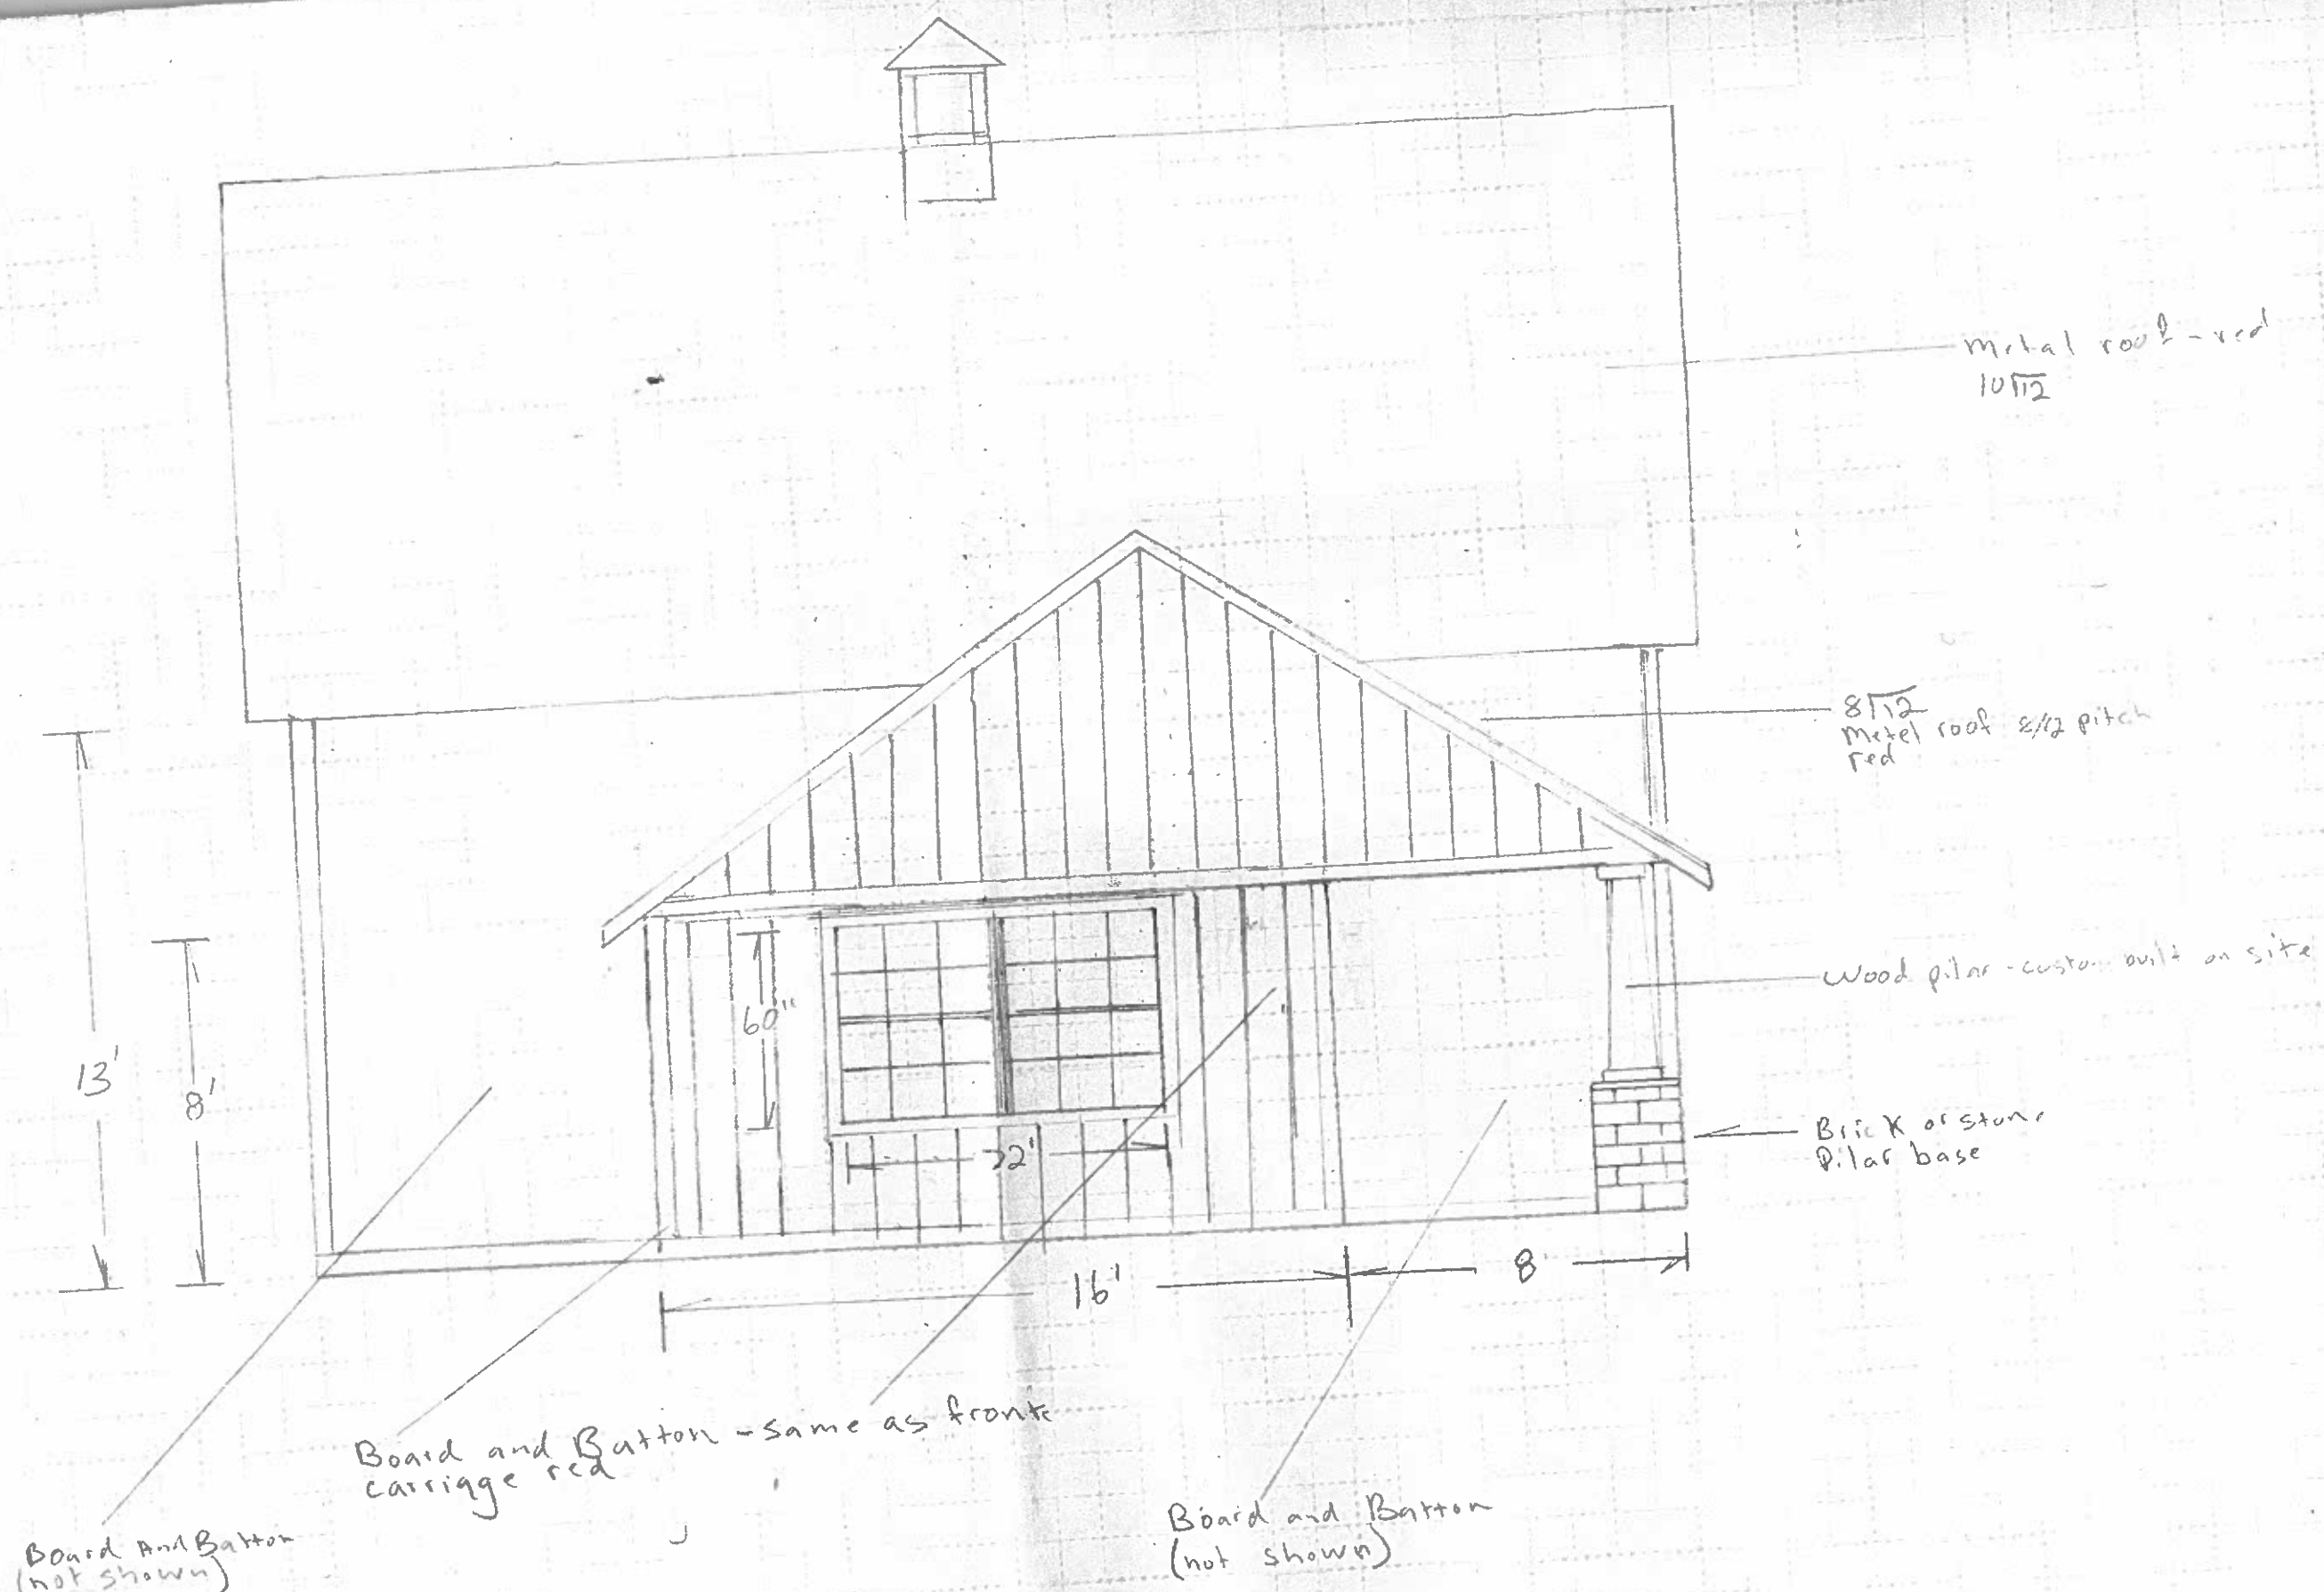 Metal roof - red
10/12
8/12
Metel roof 8/12 pitch
red
Wood pilar - custom built on site
13'
8'
60"
72"
Brick or stone
Pilar base
16'
8'
Board and Batton - same as front
carriage red
Board and Batton
(not shown)
Board And Batton
(not shown)